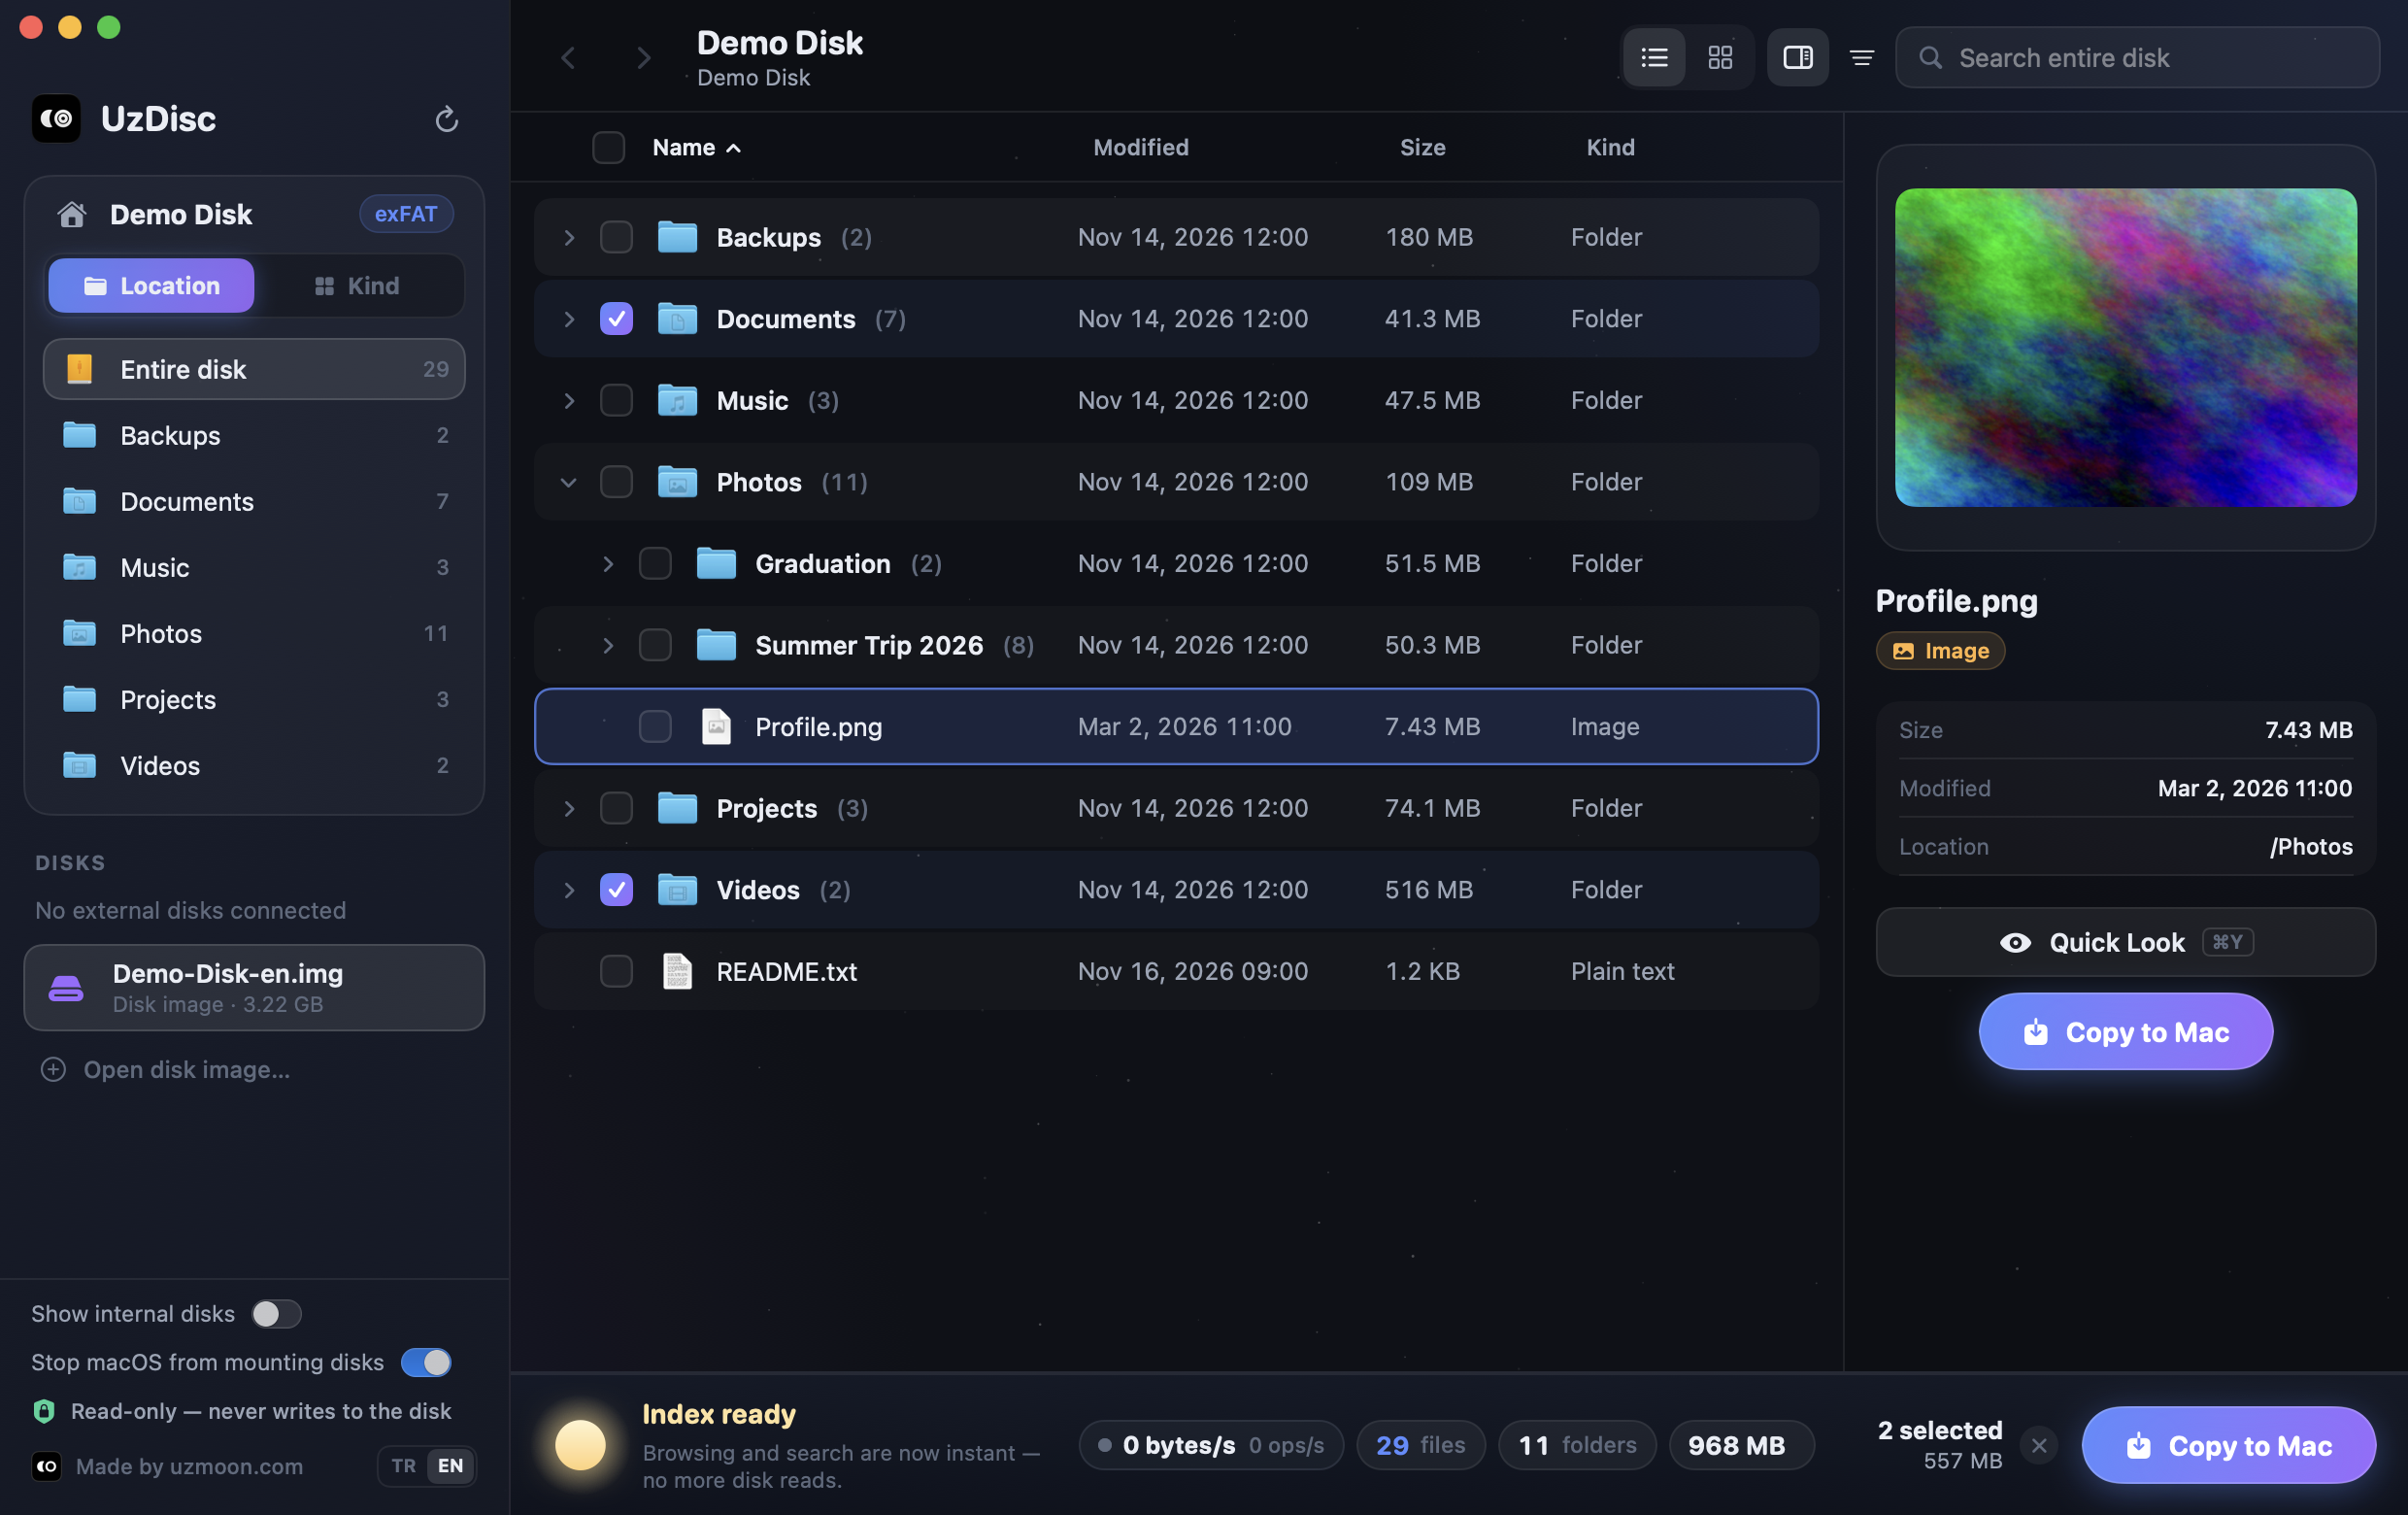 UzDisc
Demo Disk
exFAT
Location
Kind
Entire disk 29
Backups 2
Documents 7
Music 3
Photos 11
Projects 3
Videos 2
DISKS
No external disks connected
Demo-Disk-en.img
Disk image · 3.22 GB
Open disk image...
Show internal disks
Stop macOS from mounting disks
Read-only — never writes to the disk
Made by uzmoon.com
TR EN
Demo Disk
Demo Disk
Search entire disk
Name Modified Size Kind
Backups (2) Nov 14, 2026 12:00 180 MB Folder
Documents (7) Nov 14, 2026 12:00 41.3 MB Folder
Music (3) Nov 14, 2026 12:00 47.5 MB Folder
Photos (11) Nov 14, 2026 12:00 109 MB Folder
Graduation (2) Nov 14, 2026 12:00 51.5 MB Folder
Summer Trip 2026 (8) Nov 14, 2026 12:00 50.3 MB Folder
Profile.png Mar 2, 2026 11:00 7.43 MB Image
Projects (3) Nov 14, 2026 12:00 74.1 MB Folder
Videos (2) Nov 14, 2026 12:00 516 MB Folder
README.txt Nov 16, 2026 09:00 1.2 KB Plain text
Profile.png
Image
Size 7.43 MB
Modified Mar 2, 2026 11:00
Location /Photos
Quick Look ⌘Y
Copy to Mac
Index ready
Browsing and search are now instant —
no more disk reads.
0 bytes/s 0 ops/s
29 files
11 folders
968 MB
2 selected
557 MB
Copy to Mac